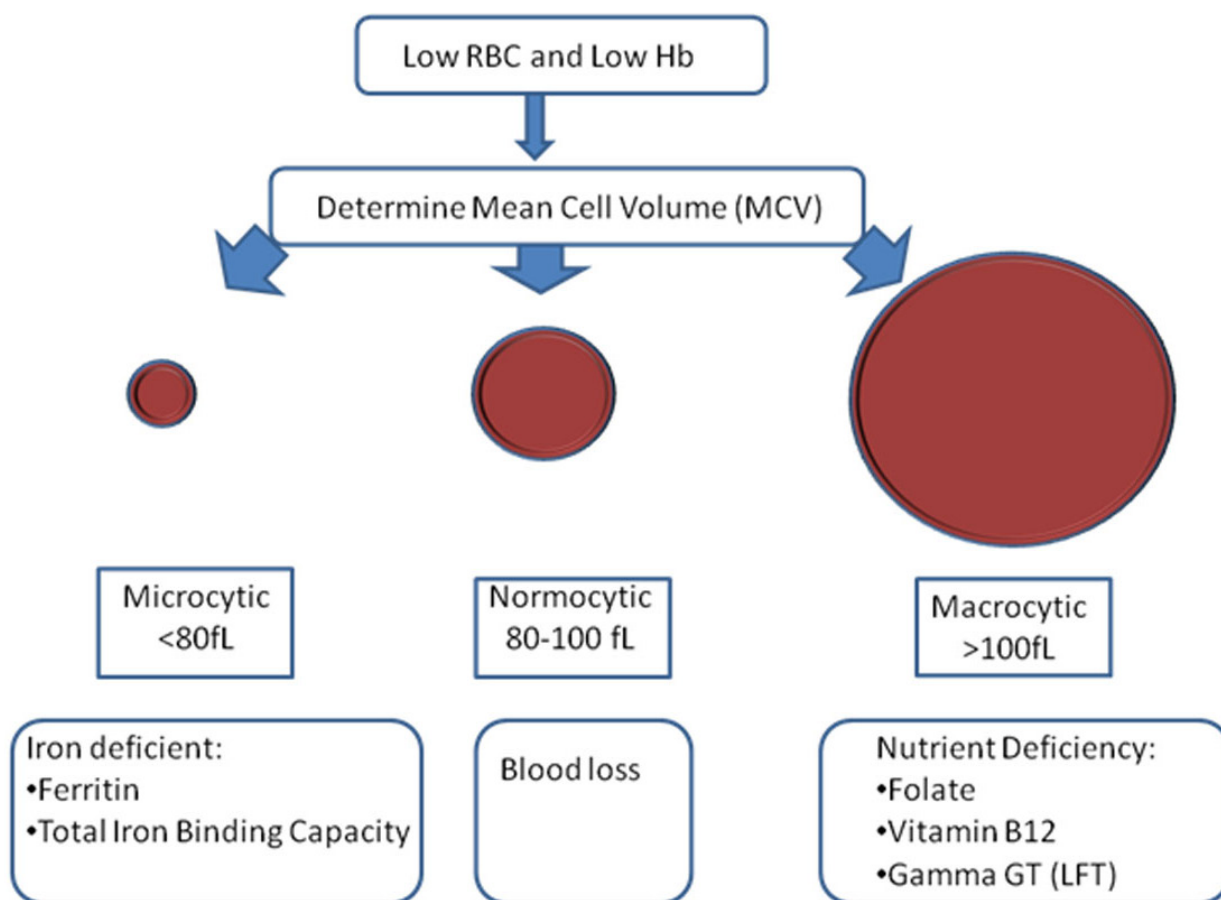 Low RBC and Low Hb
Determine Mean Cell Volume (MCV)
Microcytic
<80fL
Normocytic
80-100 fL
Macrocytic
>100fL
Iron deficient:
•Ferritin
•Total Iron Binding Capacity
Blood loss
Nutrient Deficiency:
•Folate
•Vitamin B12
•Gamma GT (LFT)